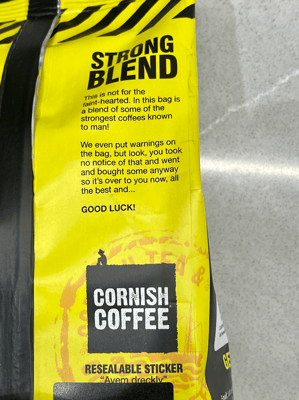 STRONG
BLEND
This is not for the
faint-hearted. In this bag is
a blend of some of the
strongest coffees known
to man!
We even put warnings on
the bag, but look, you took
no notice of that and went
and bought some anyway
so it's over to you now, all
the best and...
GOOD LUCK!
TEA &
CORNISH
COFFEE
RESEALABLE STICKER
"Avem dreckly"